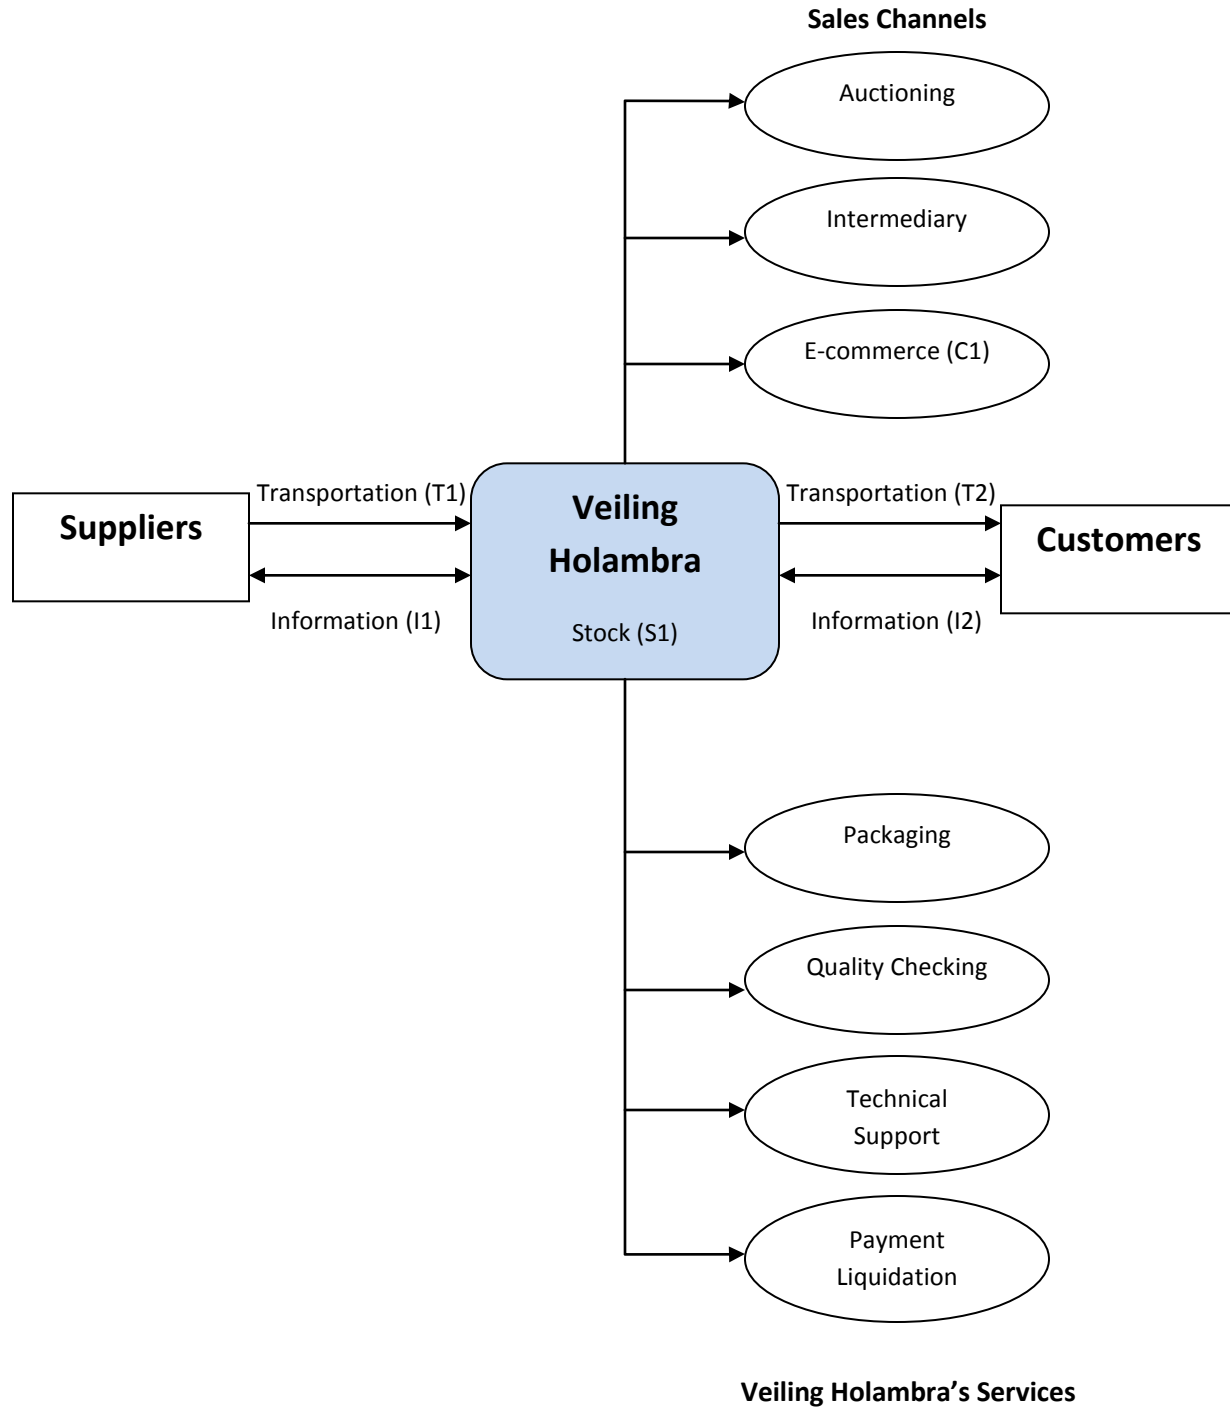 Sales Channels
Auctioning
Intermediary
E-commerce (C1)
Transportation (T1)
Suppliers
Information (I1)
Veiling
Holambra
Stock (S1)
Transportation (T2)
Customers
Information (I2)
Packaging
Quality Checking
Technical
Support
Payment
Liquidation
Veiling Holambra’s Services